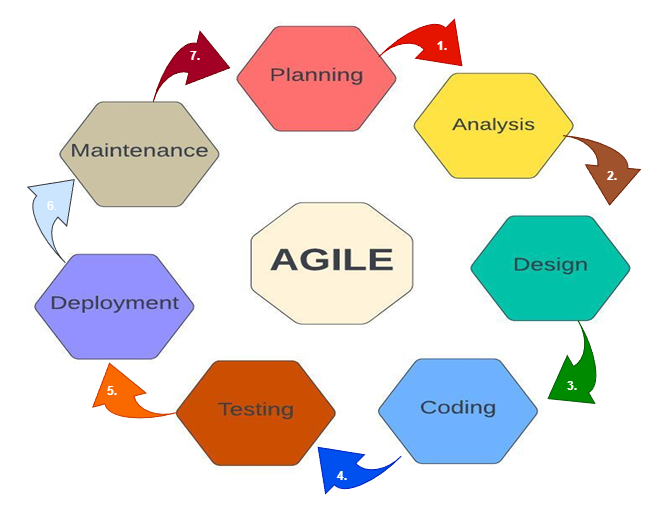 Planning
1.
Analysis
2.
Design
3.
Coding
4.
Testing
5.
Deployment
6.
Maintenance
7.
AGILE